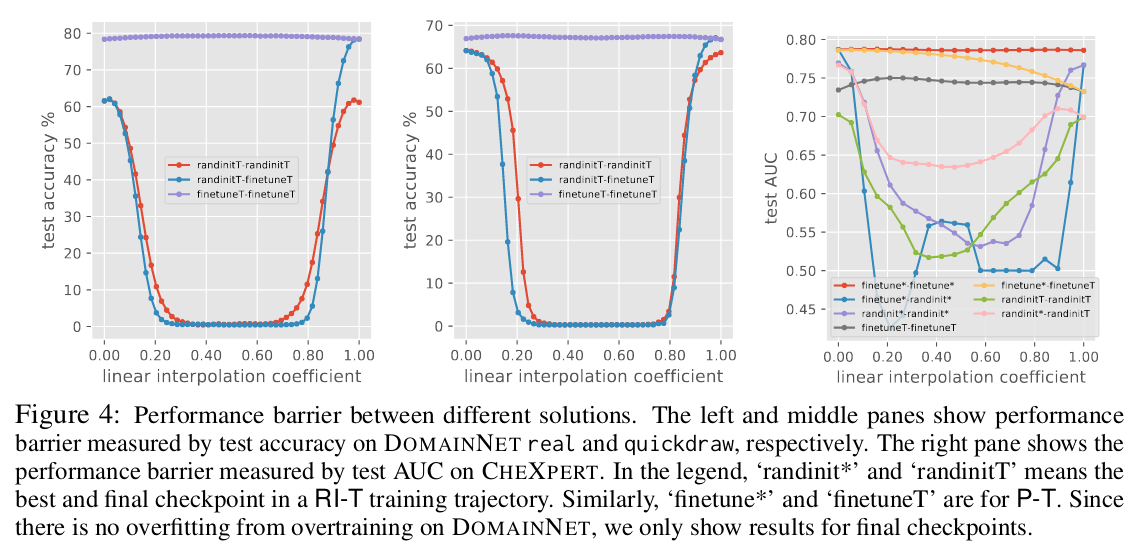 80
70
60
50
40
30
20
10
0
test accuracy %
randinitT-randinitT
randinitT-finetuneT
finetuneT-finetuneT
0.00 0.20 0.40 0.60 0.80 1.00
linear interpolation coefficient
70
60
50
40
30
20
10
0
test accuracy %
randinitT-randinitT
randinitT-finetuneT
finetuneT-finetuneT
0.00 0.20 0.40 0.60 0.80 1.00
linear interpolation coefficient
0.80
0.75
0.70
0.65
0.60
0.55
0.50
0.45
test AUC
finetune*-finetune*
finetune*-randinit*
randinit*-randinit*
finetuneT-finetuneT
finetune*-finetuneT
randinitT-randinitT
randinit*-randinitT
0.00 0.20 0.40 0.60 0.80 1.00
linear interpolation coefficient
Figure 4: Performance barrier between different solutions. The left and middle panes show performance
barrier measured by test accuracy on DOMAINNET real and quickdraw, respectively. The right pane shows the
performance barrier measured by test AUC on CHEXPERT. In the legend, ‘randinit*’ and ‘randinitT’ means the
best and final checkpoint in a RI-T training trajectory. Similarly, ‘finetune*’ and ‘finetuneT’ are for P-T. Since
there is no overfitting from overtraining on DOMAINNET, we only show results for final checkpoints.